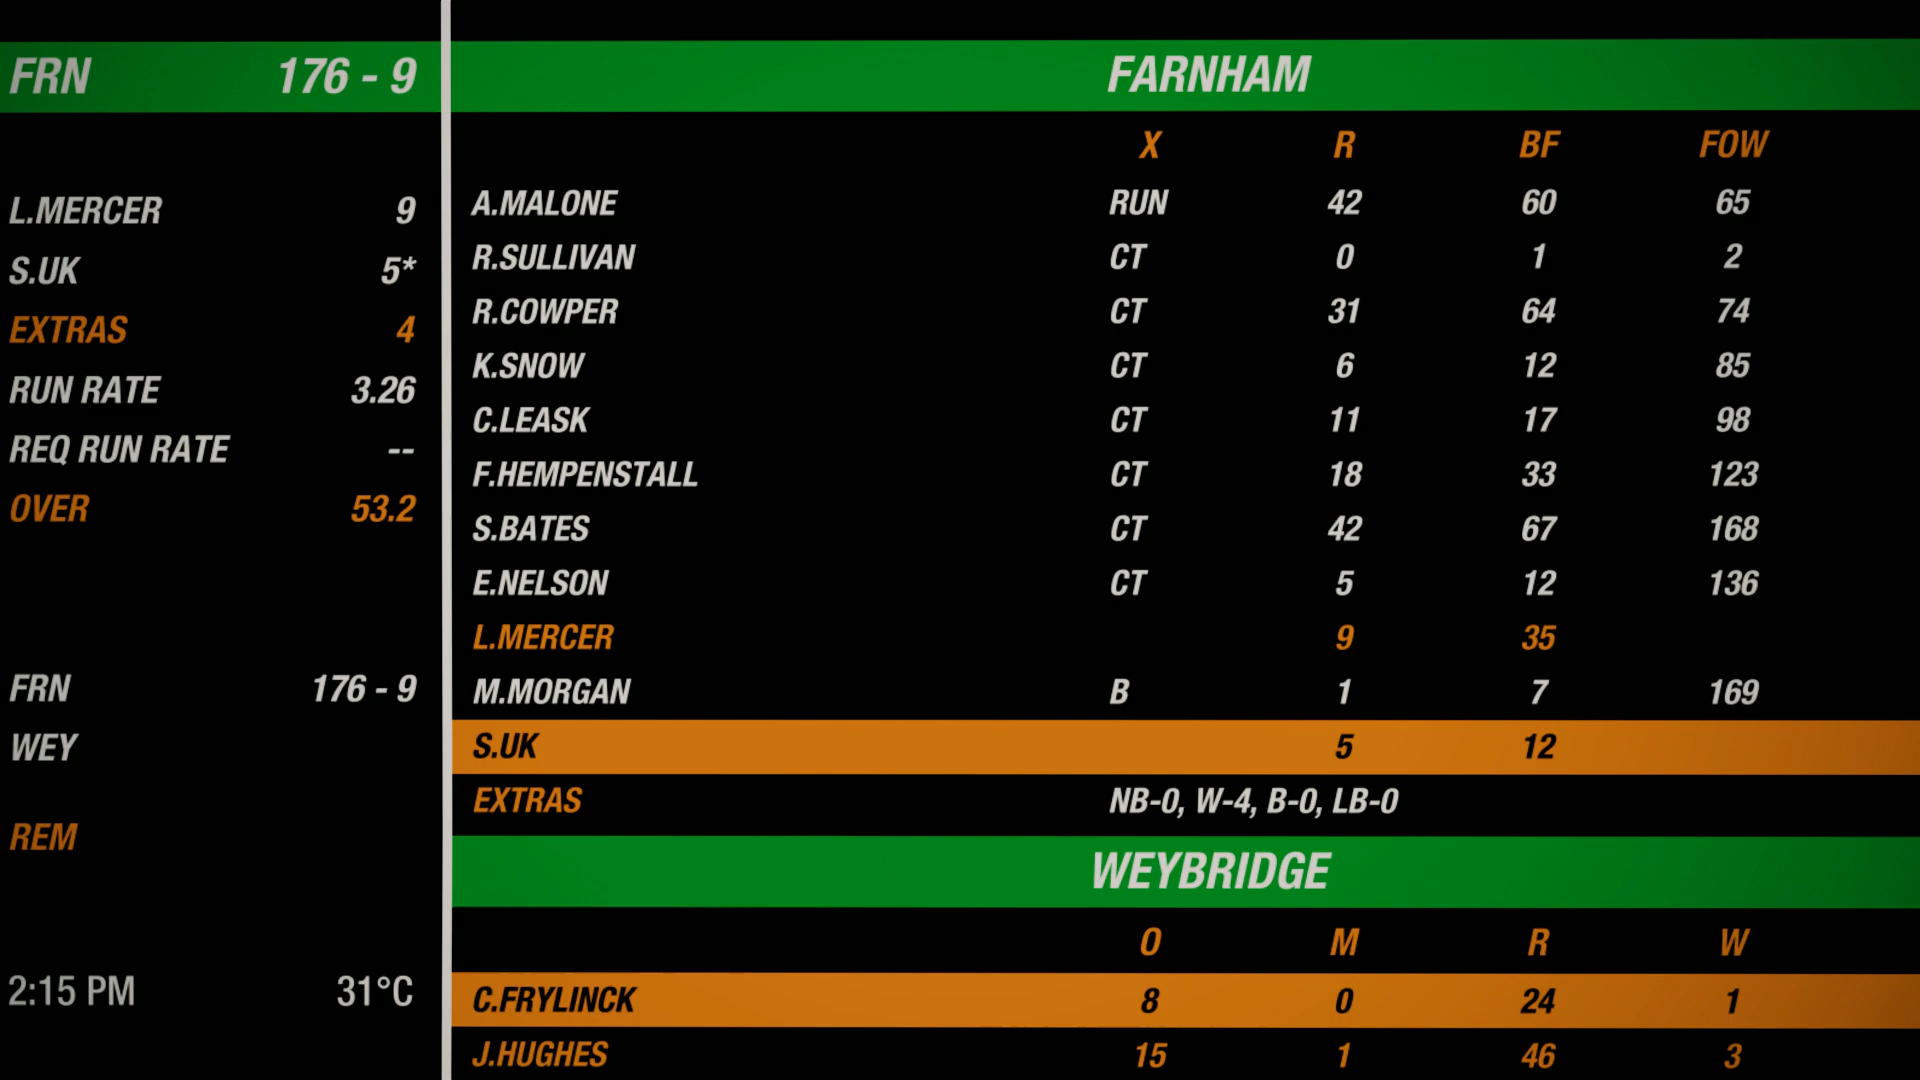 FRN 176 - 9
L.MERCER 9
S.UK 5*
EXTRAS 4
RUN RATE 3.26
REQ RUN RATE --
OVER 53.2
FRN 176 - 9
WEY
REM
2:15 PM 31°C
FARNHAM
X R BF FOW
A.MALONE RUN 42 60 65
R.SULLIVAN CT 0 1 2
R.COWPER CT 31 64 74
K.SNOW CT 6 12 85
C.LEASK CT 11 17 98
F.HEMPENSTALL CT 18 33 123
S.BATES CT 42 67 168
E.NELSON CT 5 12 136
L.MERCER 9 35
M.MORGAN B 1 7 169
S.UK 5 12
EXTRAS NB-0, W-4, B-0, LB-0
WEYBRIDGE
O M R W
C.FRYLINCK 8 0 24 1
J.HUGHES 15 1 46 3